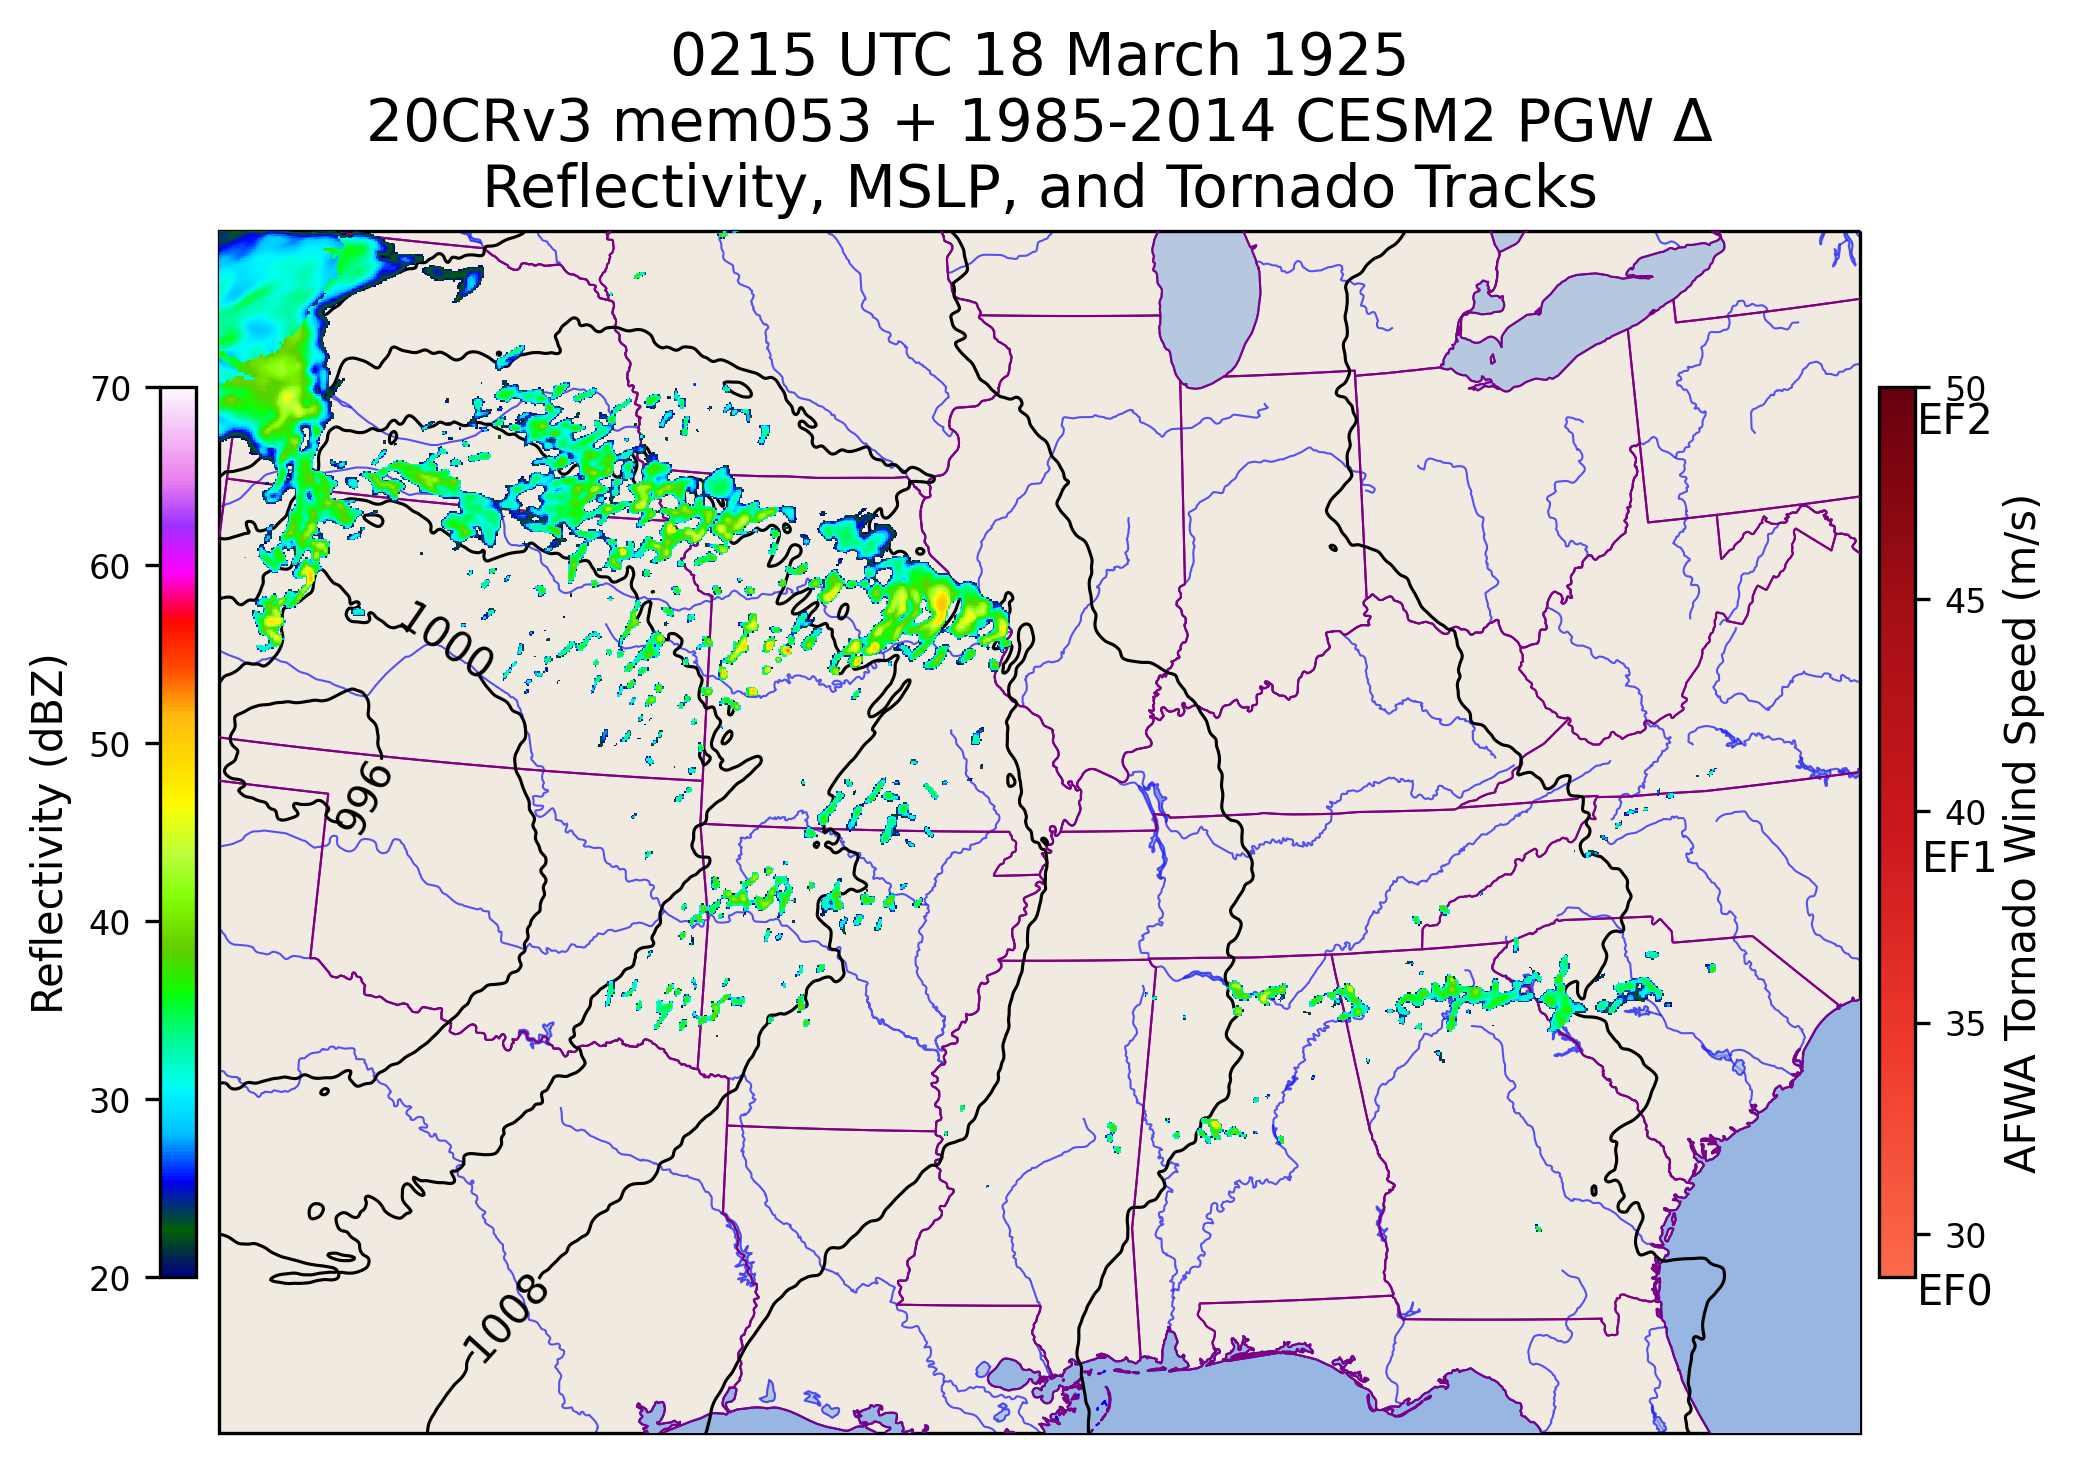 0215 UTC 18 March 1925
20CRv3 mem053 + 1985-2014 CESM2 PGW Δ
Reflectivity, MSLP, and Tornado Tracks
Reflectivity (dBZ)
70
60
50
40
30
20
1000
996
1008
50
EF2
45
40
EF1
35
30
EF0
AFWA Tornado Wind Speed (m/s)